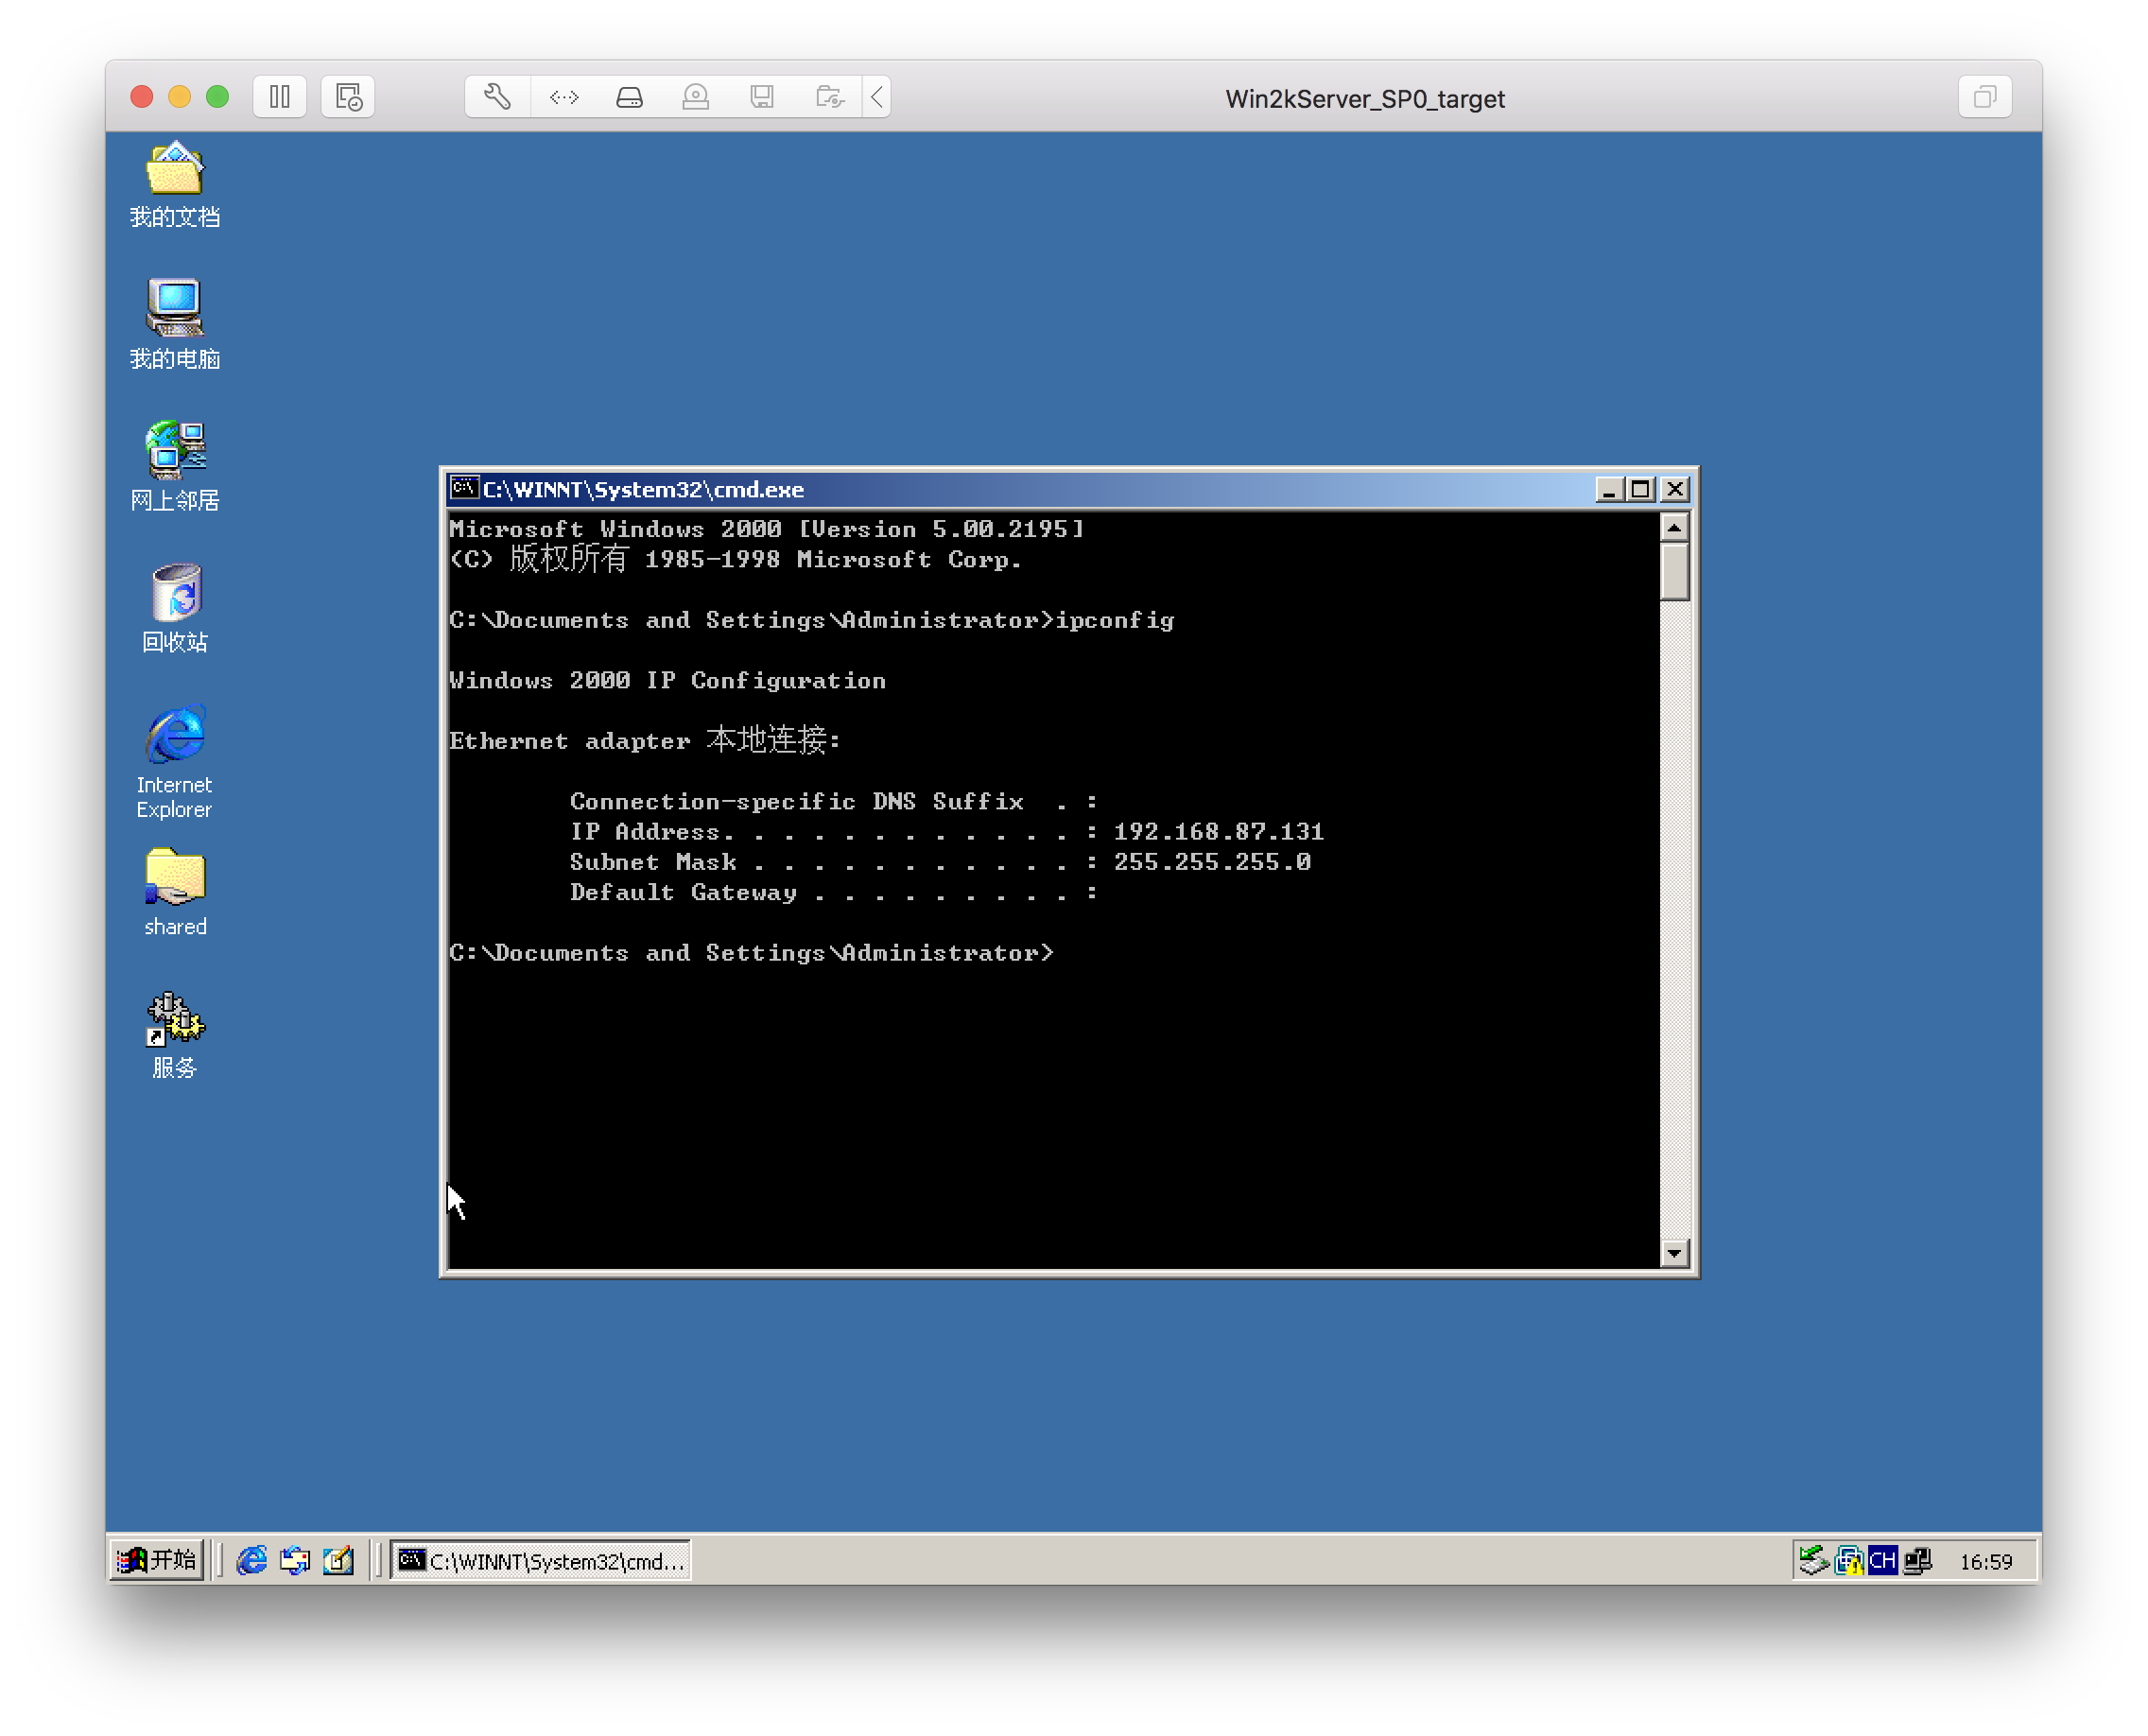 Win2kServer_SP0_target
我的文档
我的电脑
网上邻居
回收站
Internet
Explorer
shared
服务
C:\WINNT\System32\cmd.exe
Microsoft Windows 2000 [Version 5.00.2195]
(C) 版权所有 1985-1998 Microsoft Corp.
C:\Documents and Settings\Administrator>ipconfig
Windows 2000 IP Configuration
Ethernet adapter 本地连接:
Connection-specific DNS Suffix  . :
IP Address. . . . . . . . . . . . : 192.168.87.131
Subnet Mask . . . . . . . . . . . : 255.255.255.0
Default Gateway . . . . . . . . . :
C:\Documents and Settings\Administrator>
开始
C:\WINNT\System32\cmd...
CH
16:59